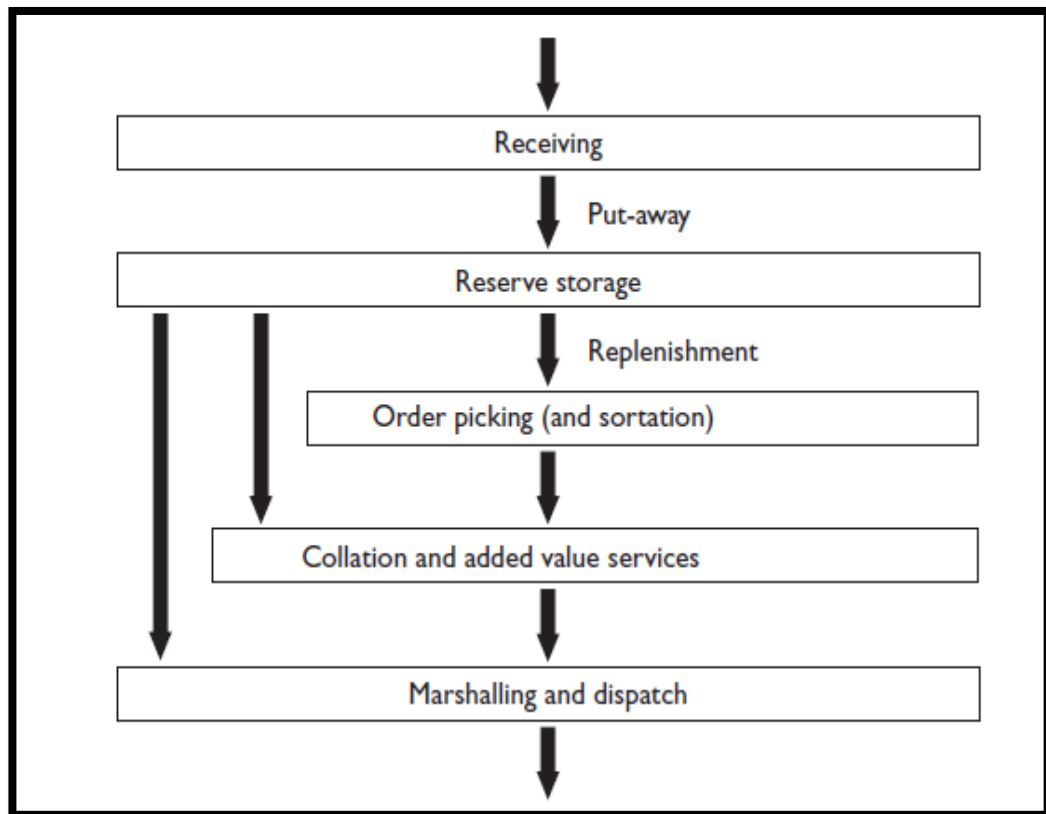 Receiving
Put-away
Reserve storage
Replenishment
Order picking (and sortation)
Collation and added value services
Marshalling and dispatch